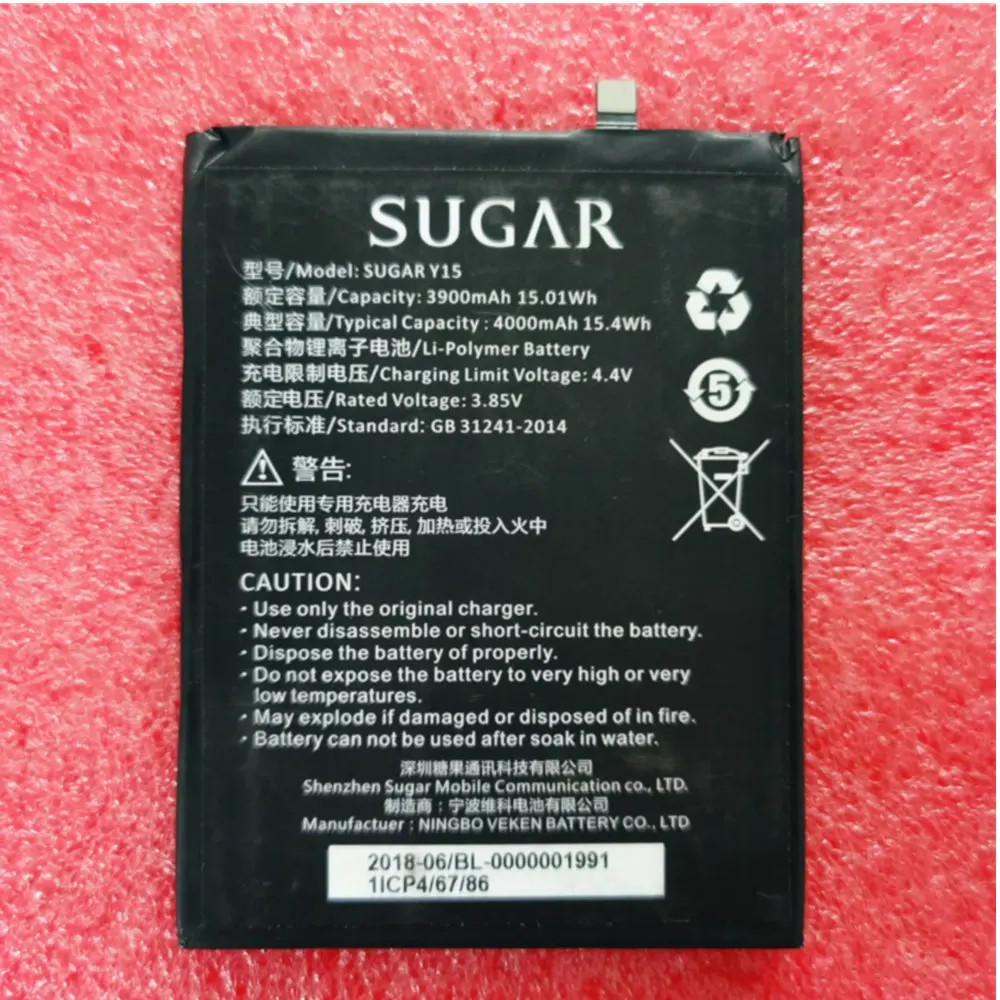 SUGAR
型号/Model: SUGAR Y15
额定容量/Capacity: 3900mAh 15.01Wh
典型容量/Typical Capacity : 4000mAh 15.4Wh
聚合物锂离子电池/Li-Polymer Battery
充电限制电压/Charging Limit Voltage: 4.4V
额定电压/Rated Voltage: 3.85V
执行标准/Standard: GB 31241-2014
5
警告:
只能使用专用充电器充电
请勿拆解, 刺破, 挤压, 加热或投入火中
电池浸水后禁止使用
CAUTION:
· Use only the original charger.
· Never disassemble or short-circuit the battery.
· Dispose the battery of properly.
· Do not expose the battery to very high or very
low temperatures.
· May explode if damaged or disposed of in fire.
· Battery can not be used after soak in water.
深圳糖果通讯科技有限公司
Shenzhen Sugar Mobile Communication co., LTD.
制造商：宁波维科电池有限公司
Manufactuer : NINGBO VEKEN BATTERY CO., LTD
2018-06/BL-0000001991
1ICP4/67/86